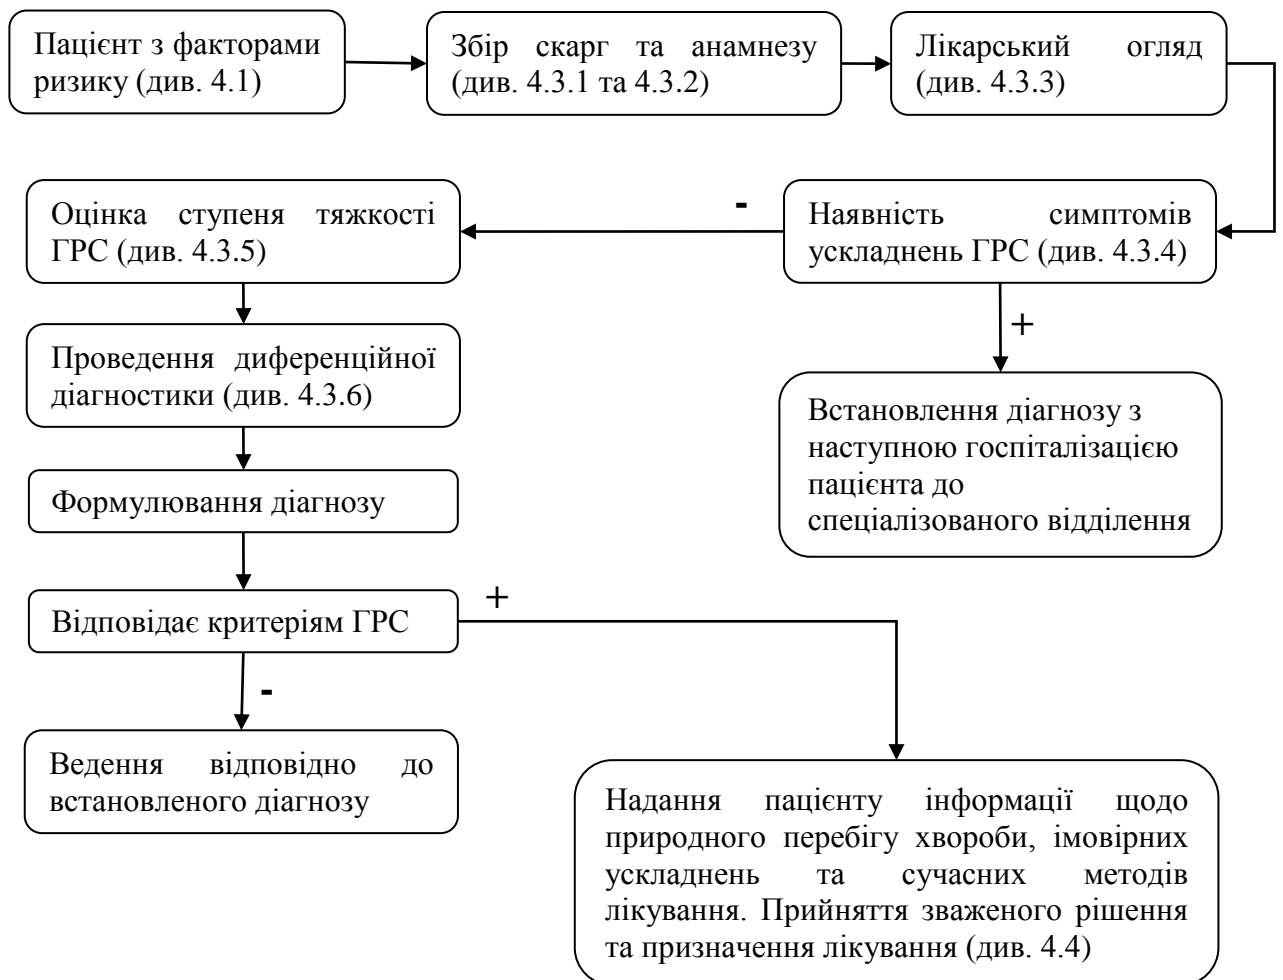 Пацієнт з факторами
ризику (див. 4.1)
Збір скарг та анамнезу
(див. 4.3.1 та 4.3.2)
Лікарський огляд
(див. 4.3.3)
Оцінка ступеня тяжкості
ГРС (див. 4.3.5)
-
Наявність симптомів
ускладнень ГРС (див. 4.3.4)
+
Проведення диференційної
діагностики (див. 4.3.6)
Встановлення діагнозу з
наступною госпіталізацією
пацієнта до
спеціалізованого відділення
Формулювання діагнозу
Відповідає критеріям ГРС
+
-
Ведення відповідно до
встановленого діагнозу
Надання пацієнту інформації щодо
природного перебігу хвороби, імовірних
ускладнень та сучасних методів
лікування. Прийняття зваженого рішення
та призначення лікування (див. 4.4)